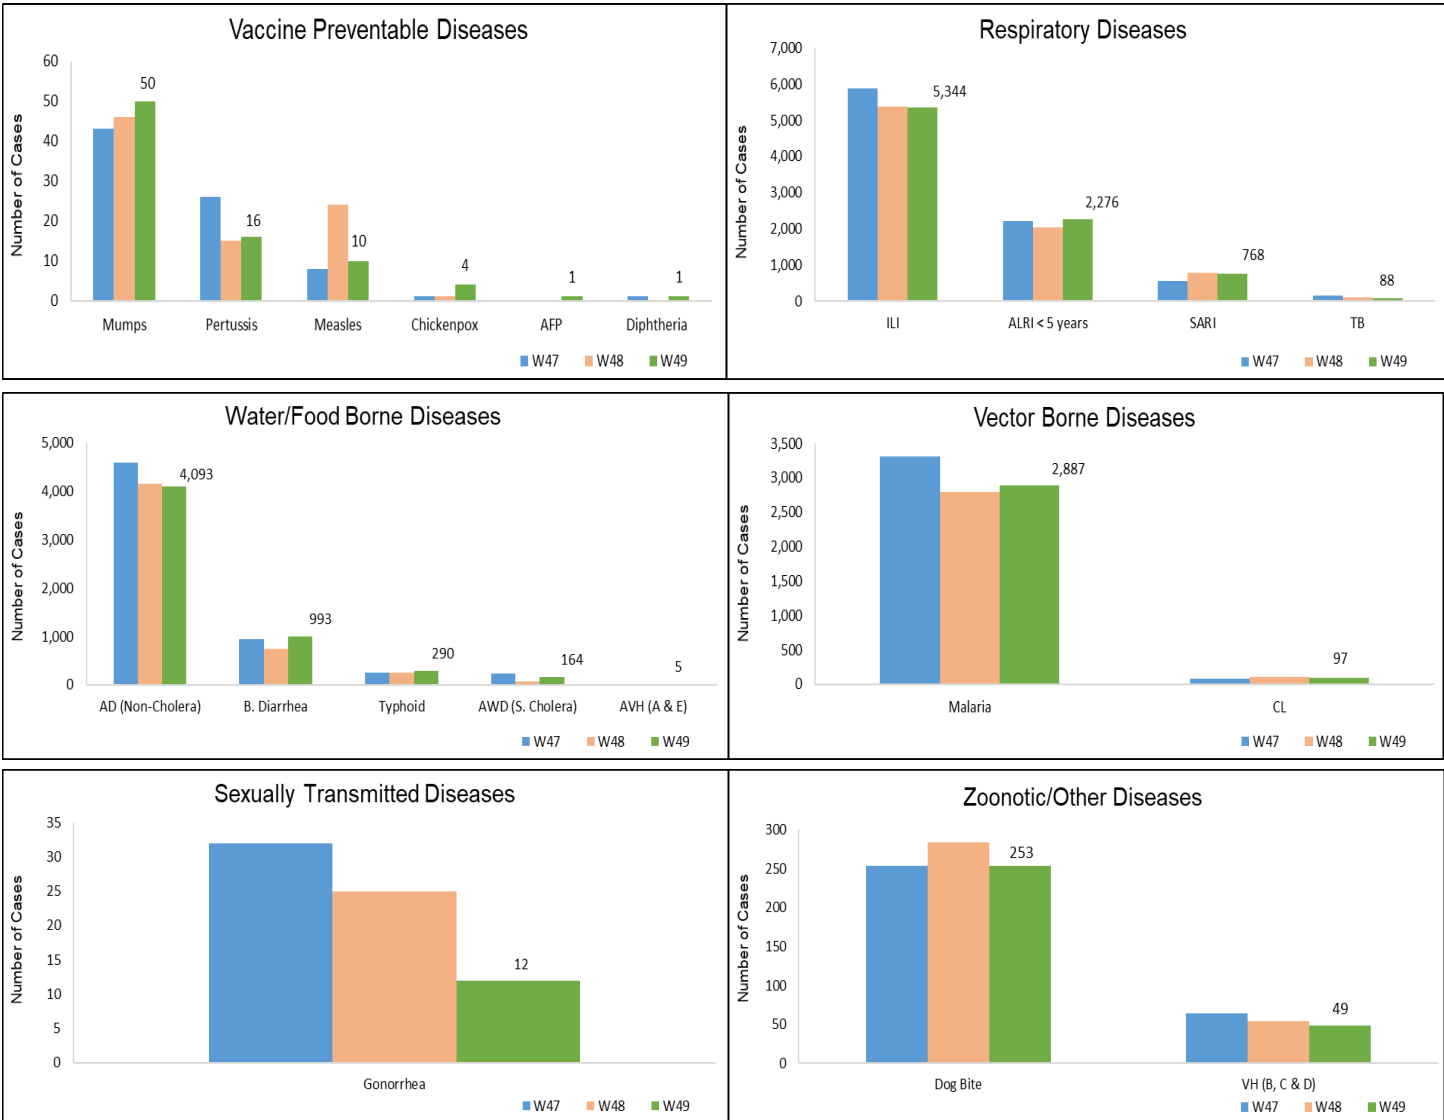 Vaccine Preventable Diseases
Number of Cases
60
50
40
30
20
10
0
50
16
10
4
1
1
Mumps Pertussis Measles Chickenpox AFP Diphtheria
W47 W48 W49
Respiratory Diseases
Number of Cases
7,000
6,000
5,000
4,000
3,000
2,000
1,000
0
5,344
2,276
768
88
ILI ALRI < 5 years SARI TB
W47 W48 W49
Water/Food Borne Diseases
Number of Cases
5,000
4,000
3,000
2,000
1,000
0
4,093
993
290
164
5
AD (Non-Cholera) B. Diarrhea Typhoid AWD (S. Cholera) AVH (A & E)
W47 W48 W49
Vector Borne Diseases
Number of Cases
3,500
3,000
2,500
2,000
1,500
1,000
500
0
2,887
97
Malaria CL
W47 W48 W49
Sexually Transmitted Diseases
Number of Cases
35
30
25
20
15
10
5
0
12
Gonorrhea
W47 W48 W49
Zoonotic/Other Diseases
Number of Cases
300
250
200
150
100
50
0
253
49
Dog Bite VH (B, C & D)
W47 W48 W49